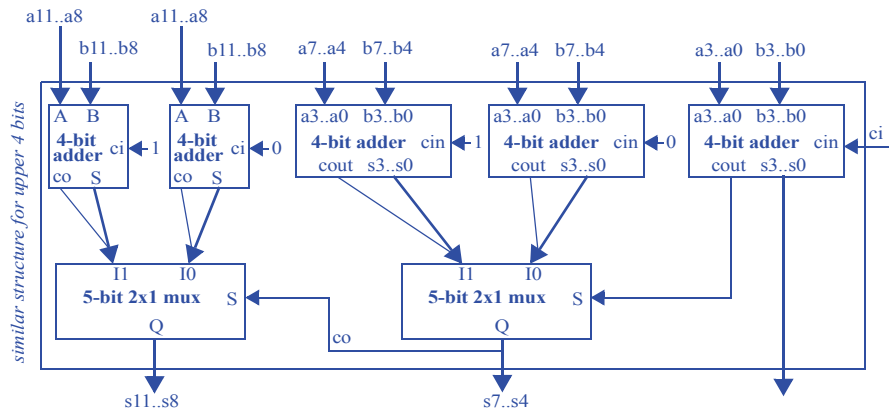 a11..a8
a11..a8
b11..b8
b11..b8
a7..a4
b7..b4
a7..a4
b7..b4
a3..a0
b3..b0
A B
4-bit
adder
ci
1
co S
A B
4-bit
adder
ci
0
co S
a3..a0 b3..b0
4-bit adder
cin
1
cout s3..s0
a3..a0 b3..b0
4-bit adder
cin
0
cout s3..s0
a3..a0 b3..b0
4-bit adder
cin
ci
cout s3..s0
similar structure for upper 4 bits
I1 I0
5-bit 2x1 mux
S
Q
co
I1 I0
5-bit 2x1 mux
S
Q
s11..s8
s7..s4